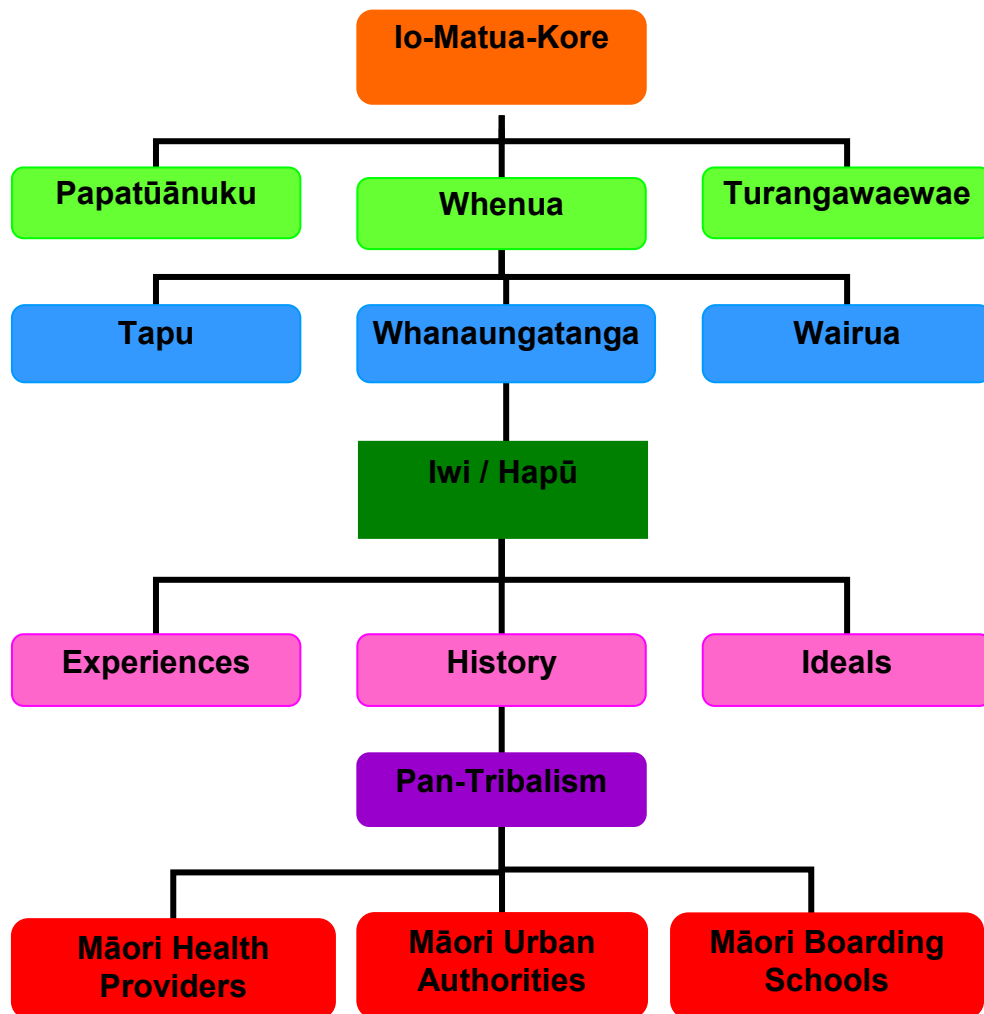 Io-Matua-Kore
Papatūānuku
Whenua
Turangawaewae
Tapu
Whanaungatanga
Wairua
Iwi / Hapū
Experiences
History
Ideals
Pan-Tribalism
Māori Health
Providers
Māori Urban
Authorities
Māori Boarding
Schools